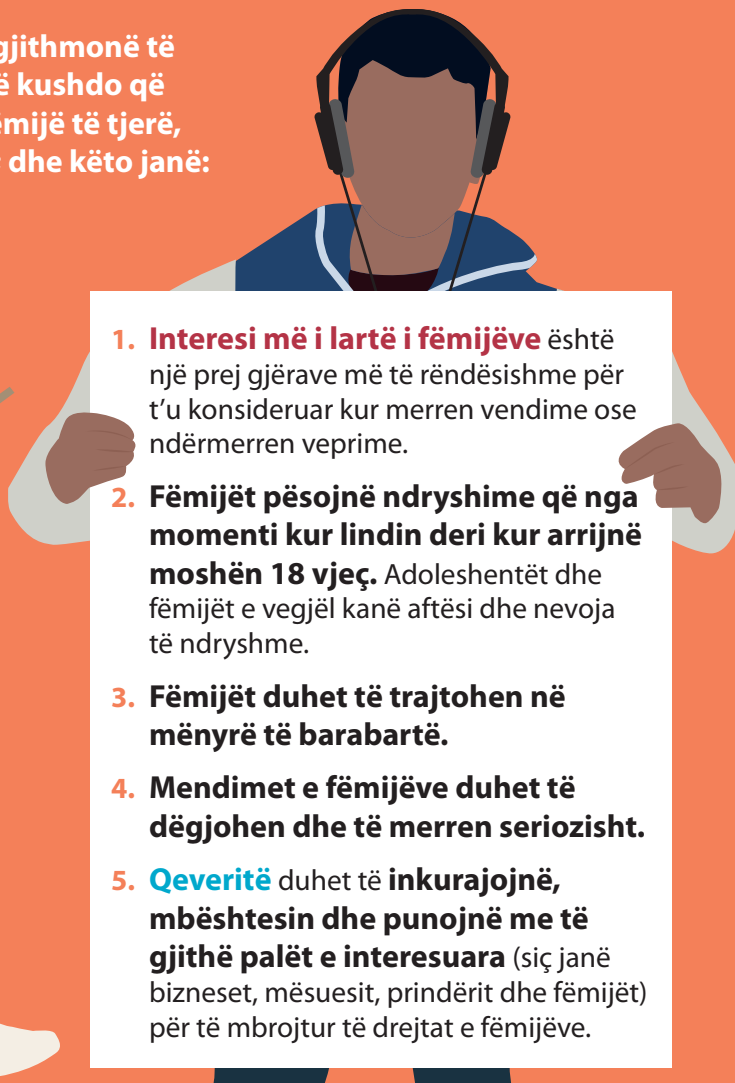 gjithmonë të
kushdo që
të tjerë,
dhe këto janë:
1. Interesi më i lartë i fëmijëve është
një prej gjërave më të rëndësishme për
t’u konsideruar kur merren vendime ose
ndërmerren veprime.
2. Fëmijët pësojnë ndryshime që nga
momenti kur lindin deri kur arrijnë
moshën 18 vjeç. Adoleshentët dhe
fëmijët e vegjël kanë aftësi dhe nevoja
të ndryshme.
3. Fëmijët duhet të trajtohen në
mënyrë të barabartë.
4. Mendimet e fëmijëve duhet të
dëgjohen dhe të merren seriozisht.
5. Qeveritë duhet të inkurajojnë,
mbështesin dhe punojnë me të
gjithë palët e interesuara (siç janë
bizneset, mësuesit, prindërit dhe fëmijët)
për të mbrojtur të drejtat e fëmijëve.